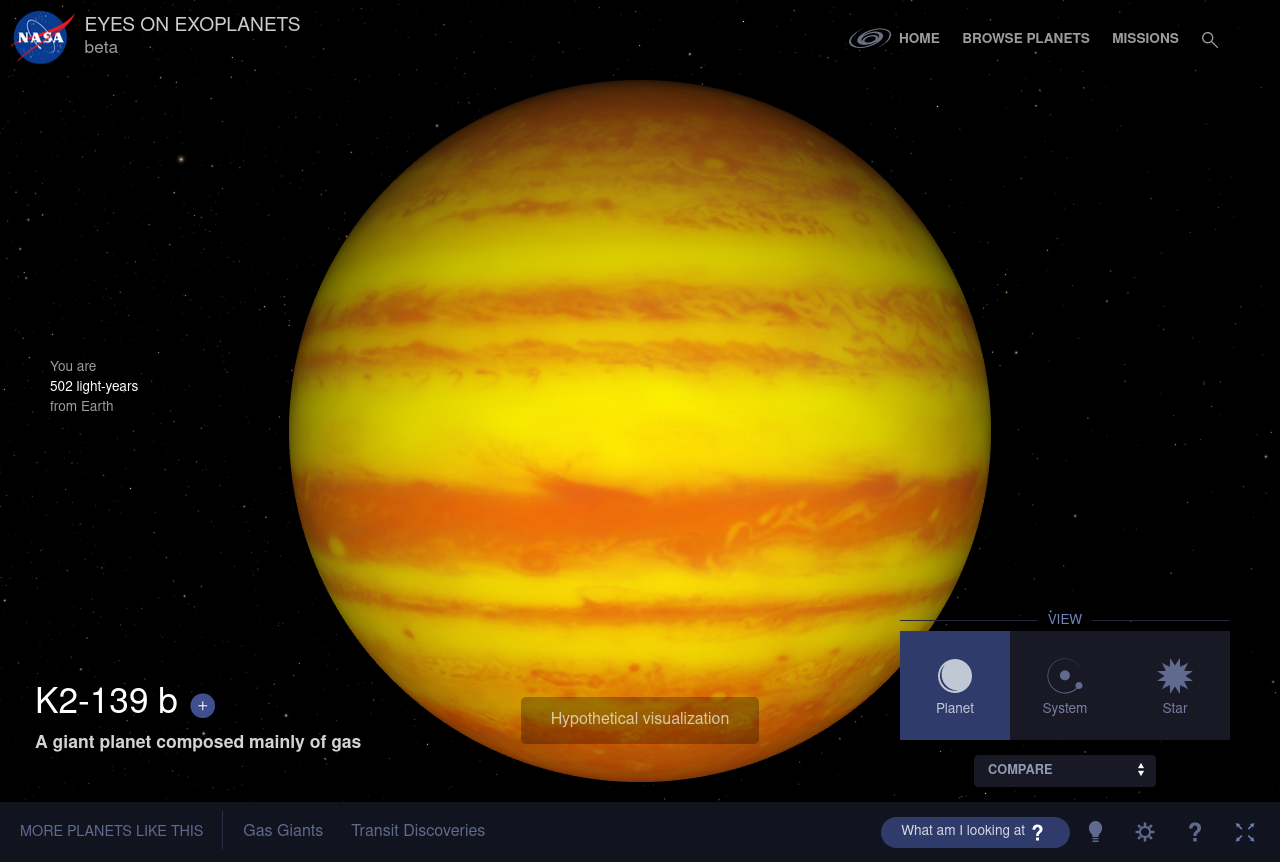 NASA
EYES ON EXOPLANETS
beta
HOME
BROWSE PLANETS
MISSIONS
You are
502 light-years
from Earth
VIEW
Planet
System
Star
K2-139 b +
A giant planet composed mainly of gas
Hypothetical visualization
COMPARE
MORE PLANETS LIKE THIS
Gas Giants
Transit Discoveries
What am I looking at ?
?